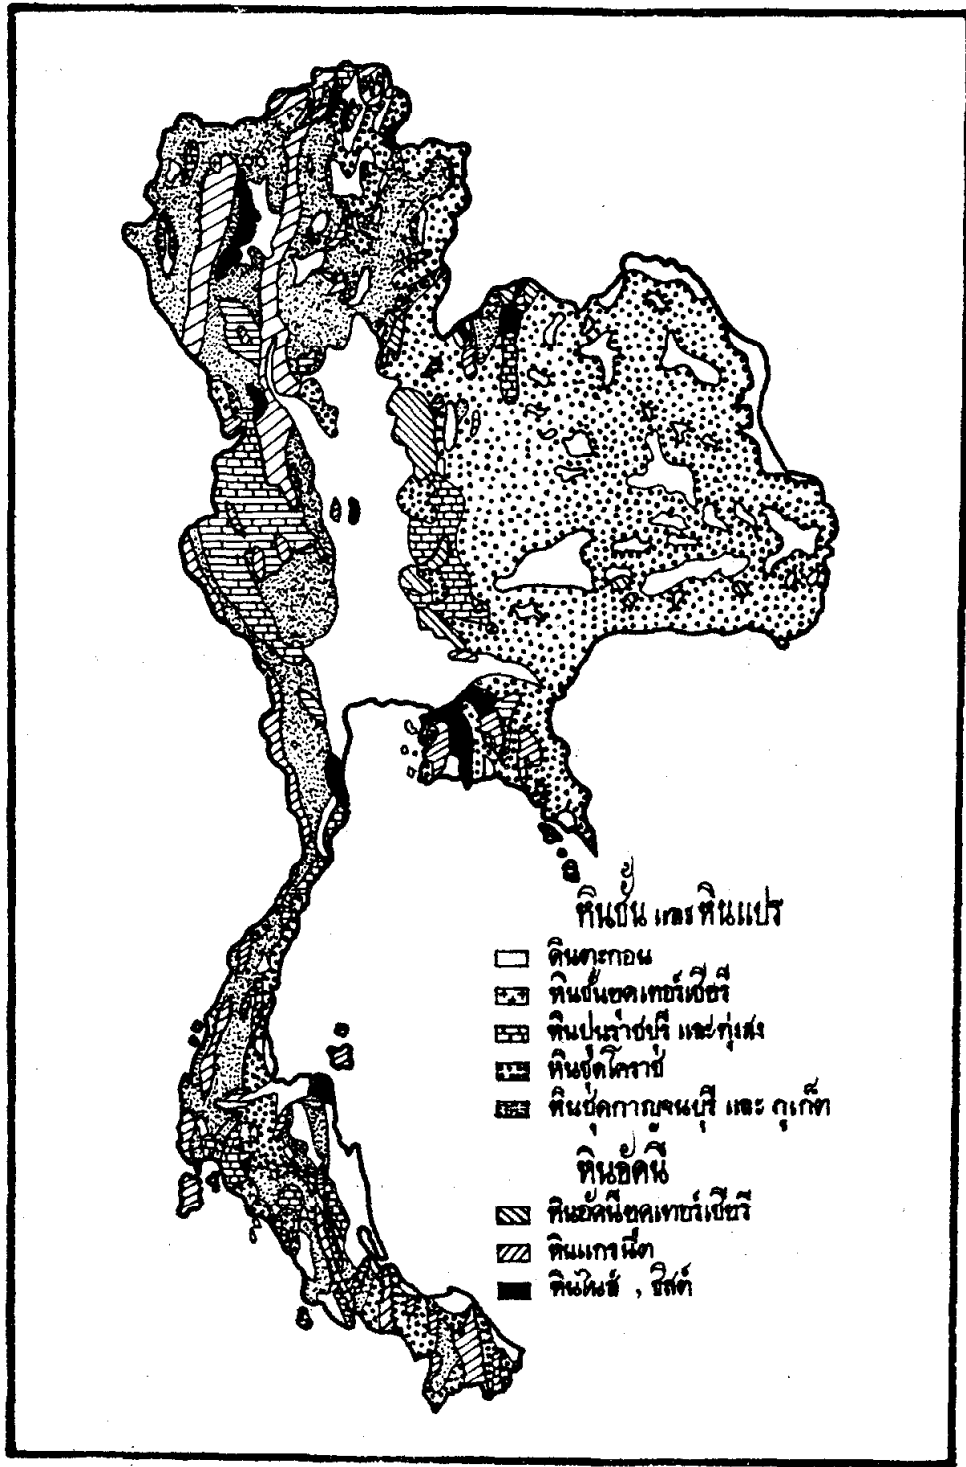 หินชั้น และ หินแปร
ดินตะกอน
หินชั้นยุคเทอร์เชียรี
หินปูนราชบุรี และทุ่งสง
หินชุดโคราช
หินชุดกาญจนบุรี และ ภูเก็ต
หินอัคนี
หินอัคนียุคเทอร์เชียรี
หินแกรนิต
หินไนส์ , ชิสต์